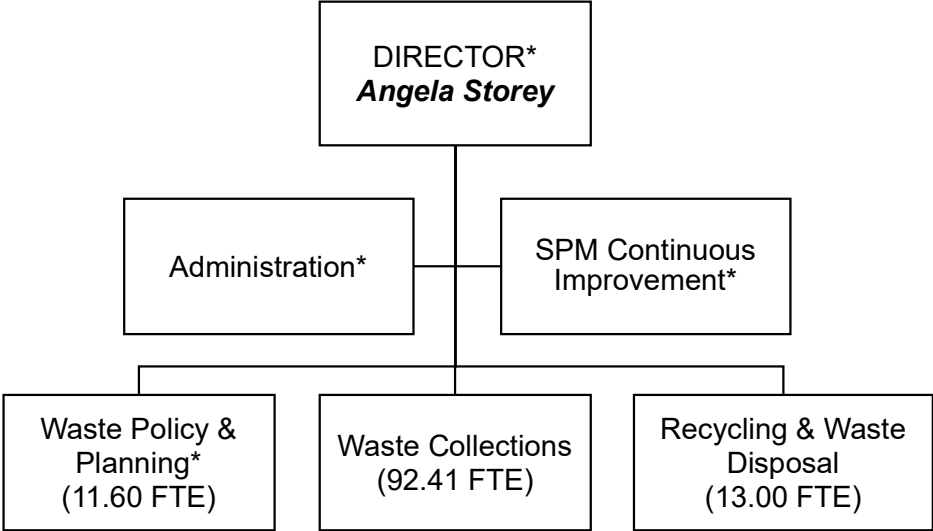 DIRECTOR*
Angela Storey
Administration*
SPM Continuous
Improvement*
Waste Policy &
Planning*
(11.60 FTE)
Waste Collections
(92.41 FTE)
Recycling & Waste
Disposal
(13.00 FTE)